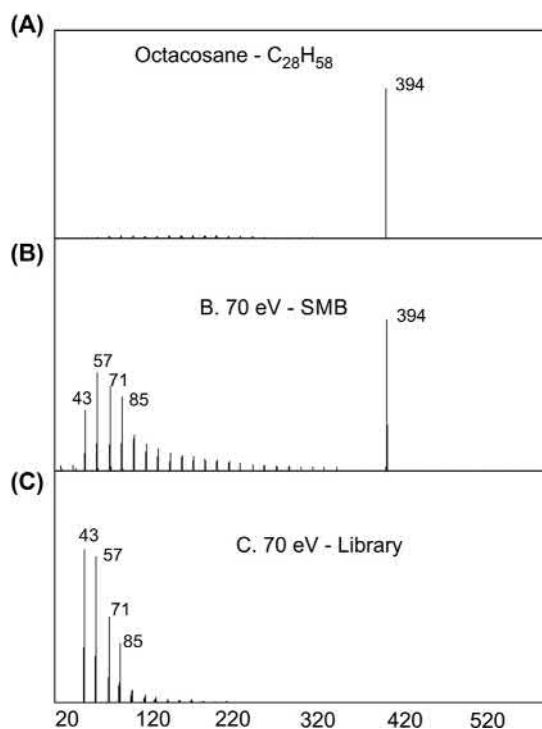 (A)
Octacosane - C₂₈H₅₈
394
(B)
B. 70 eV - SMB
394
57
71
43
85
(C)
43
C. 70 eV - Library
57
71
85
20 120 220 320 420 520